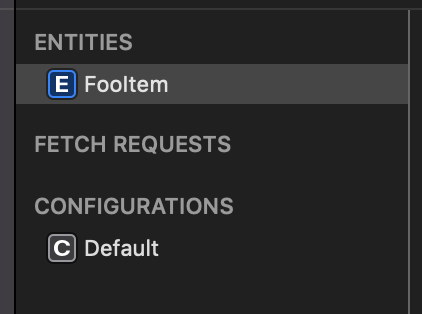 ENTITIES
E FooItem
FETCH REQUESTS
CONFIGURATIONS
C Default